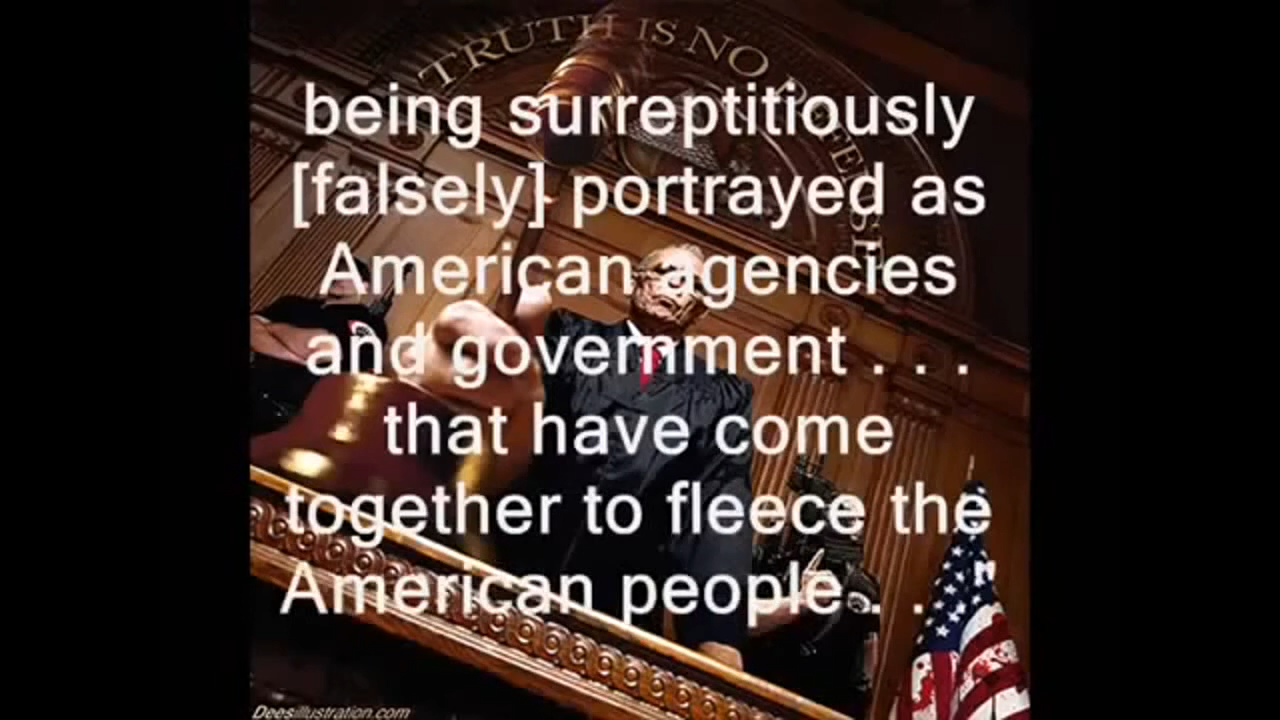 TRUTH IS NO DEFENSE
being surreptitiously
[falsely] portrayed as
American agencies
and government . . .
that have come
together to fleece the
American people . . "
Deesillustration.com